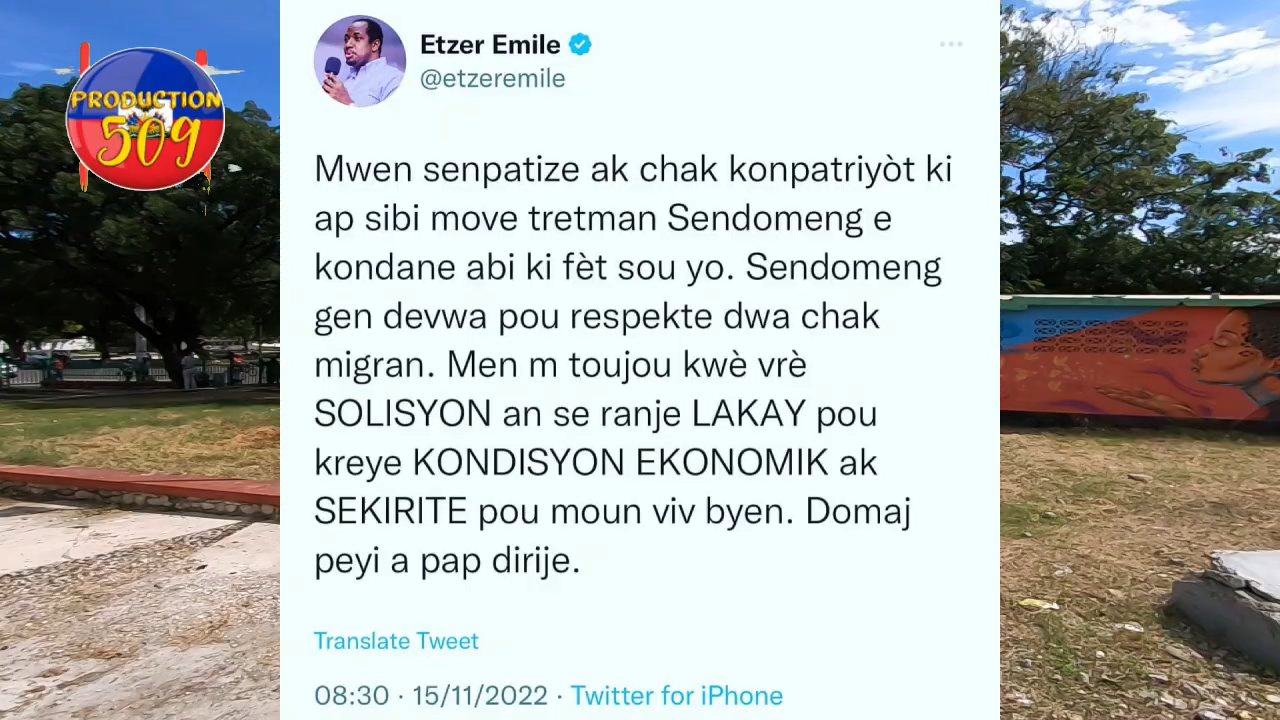 PRODUCTION
509
Etzer Emile
@etzeremile
Mwen senpatize ak chak konpatriyòt ki
ap sibi move tretman Sendomeng e
kondane abi ki fèt sou yo. Sendomeng
gen devwa pou respekte dwa chak
migran. Men m toujou kwè vrè
SOLISYON an se ranje LAKAY pou
kreye KONDISYON EKONOMIK ak
SEKIRITE pou moun viv byen. Domaj
peyi a pap dirije.
Translate Tweet
08:30 · 15/11/2022 · Twitter for iPhone